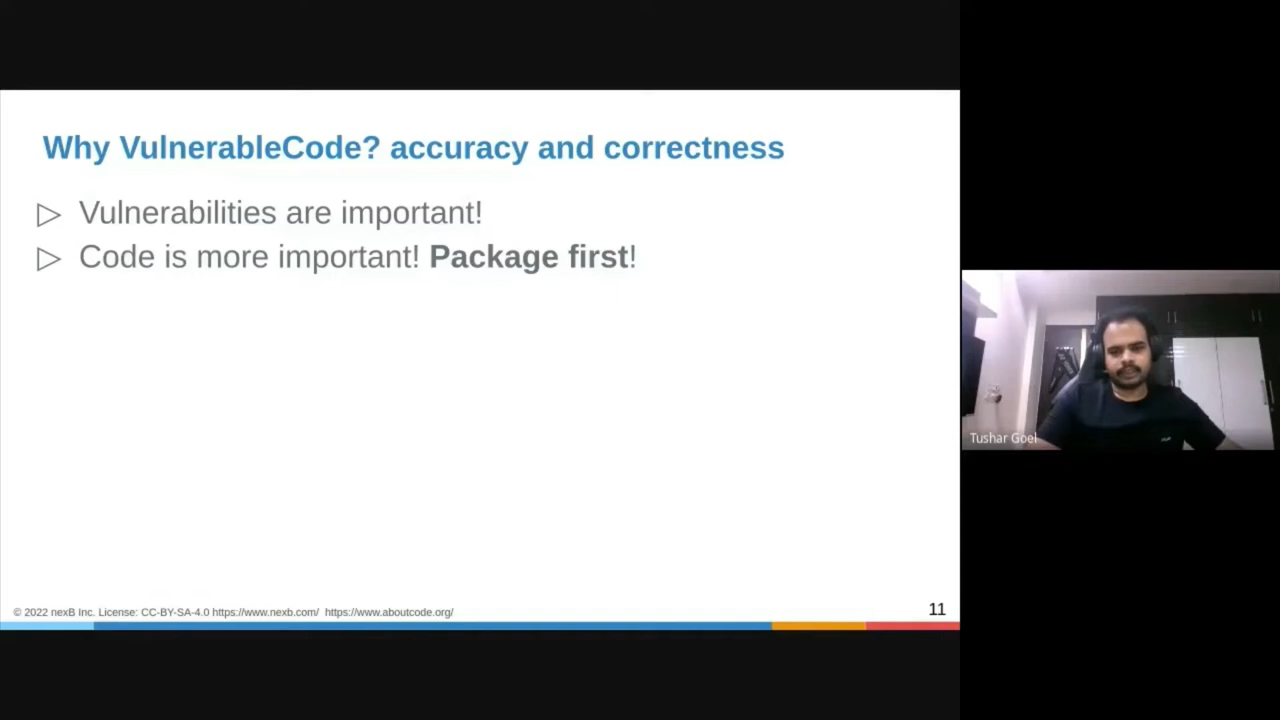 Why VulnerableCode? accuracy and correctness
▷ Vulnerabilities are important!
▷ Code is more important! Package first!
Tushar Goel
© 2022 nexB Inc. License: CC-BY-SA-4.0 https://www.nexb.com/ https://www.aboutcode.org/
11